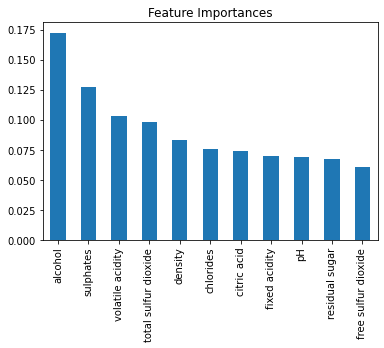 Feature Importances
0.175
0.150
0.125
0.100
0.075
0.050
0.025
0.000
alcohol
sulphates
volatile acidity
total sulfur dioxide
density
chlorides
citric acid
fixed acidity
pH
residual sugar
free sulfur dioxide